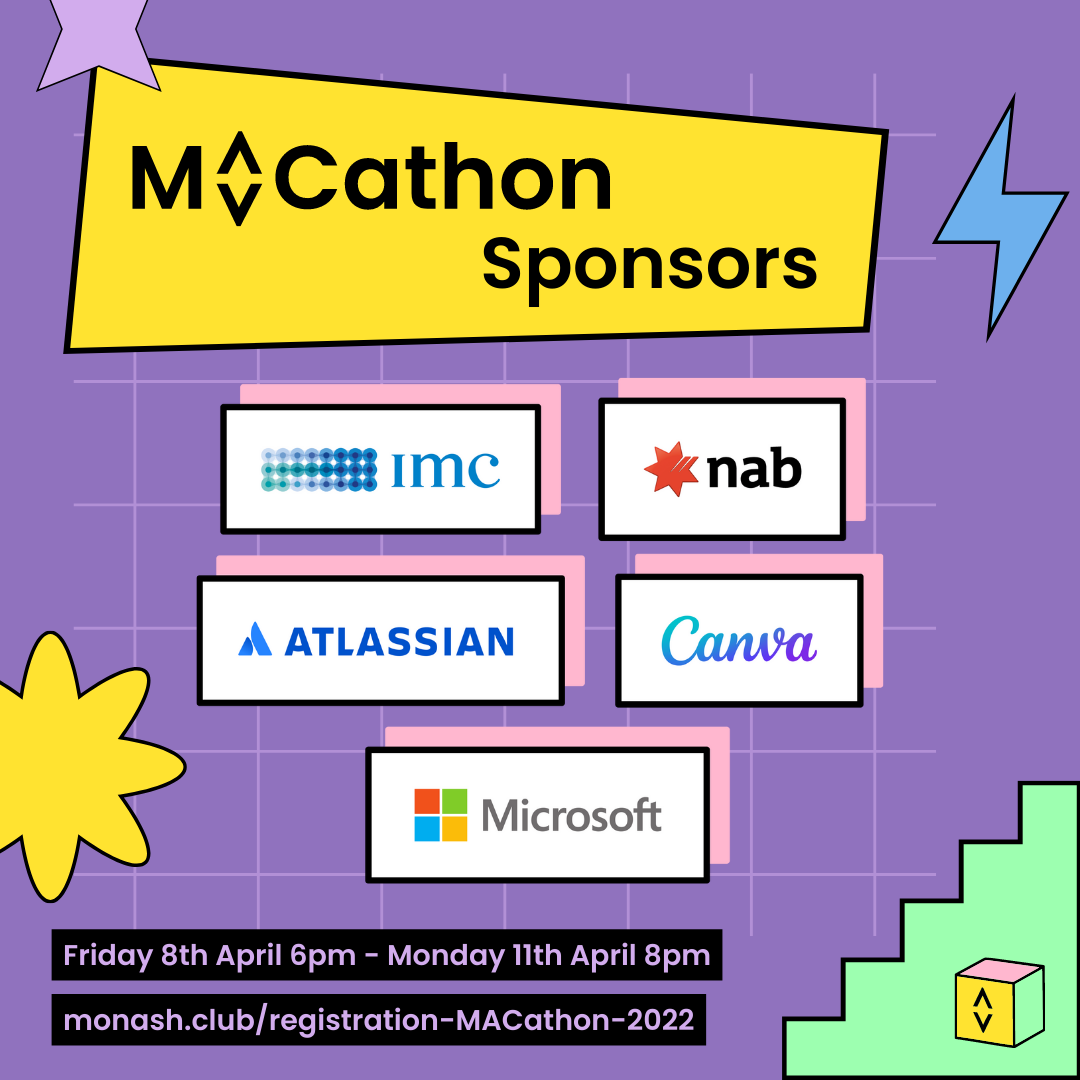 MACathon
Sponsors
imc
nab
ATLASSIAN
Canva
Microsoft
Friday 8th April 6pm - Monday 11th April 8pm
monash.club/registration-MACathon-2022